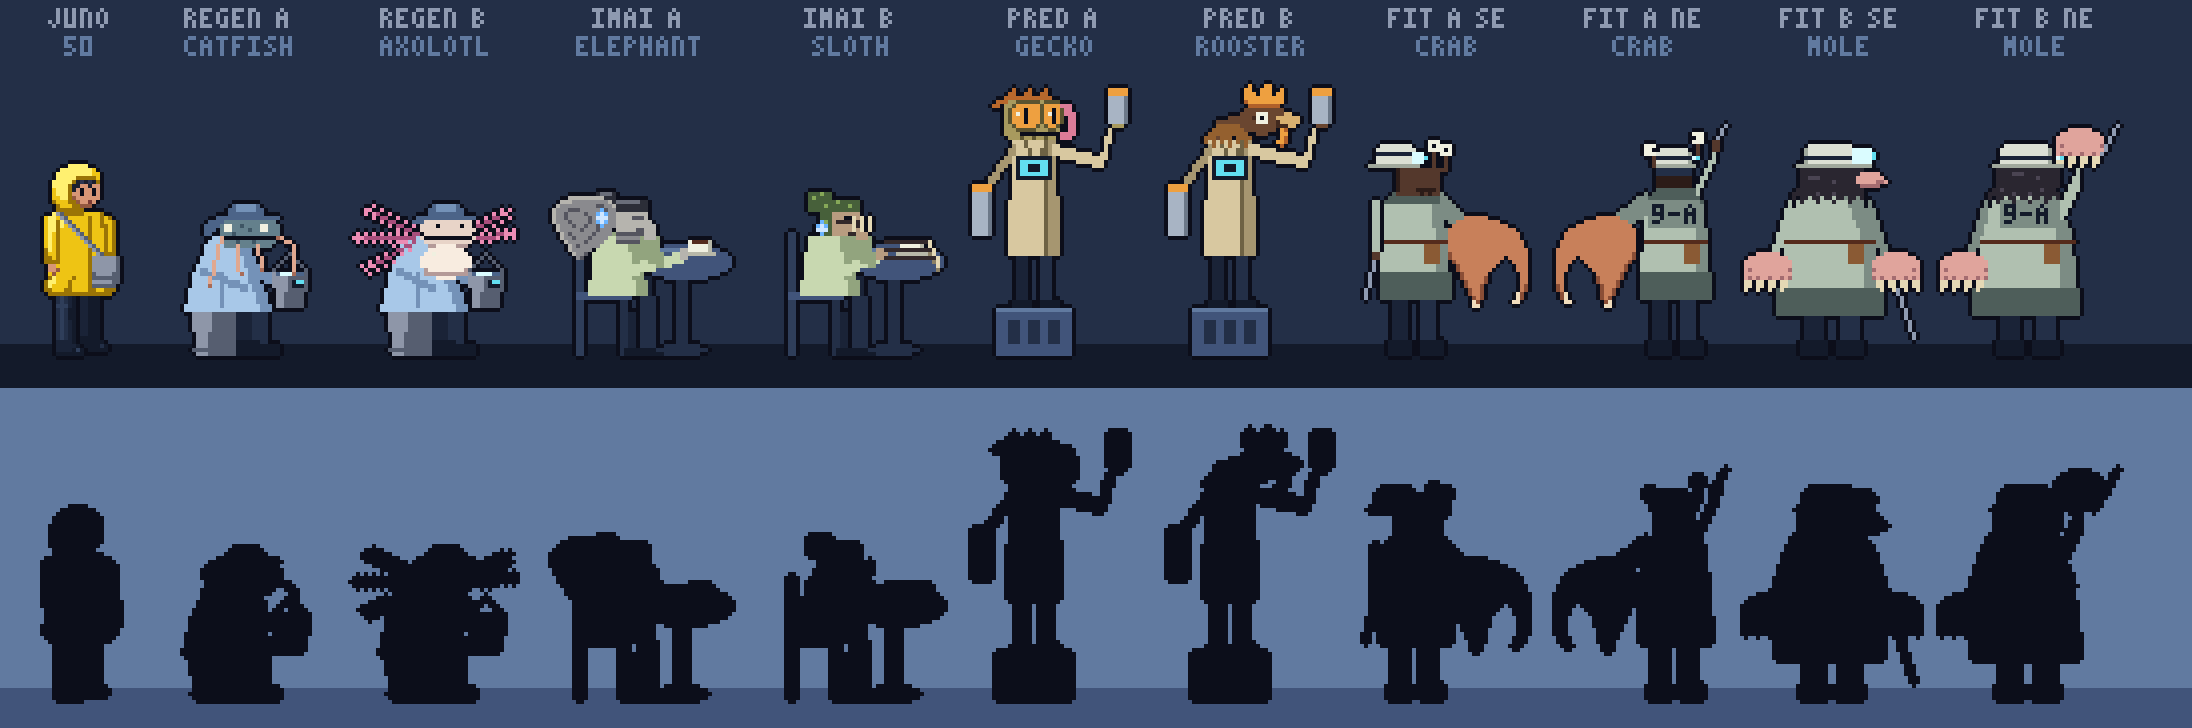 JUNO
50
REGEN A
CATFISH
REGEN B
AXOLOTL
IMAI A
ELEPHANT
IMAI B
SLOTH
PRED A
GECKO
PRED B
ROOSTER
FIT A SE
CRAB
FIT A NE
CRAB
FIT B SE
MOLE
FIT B NE
MOLE
9-A
9-A